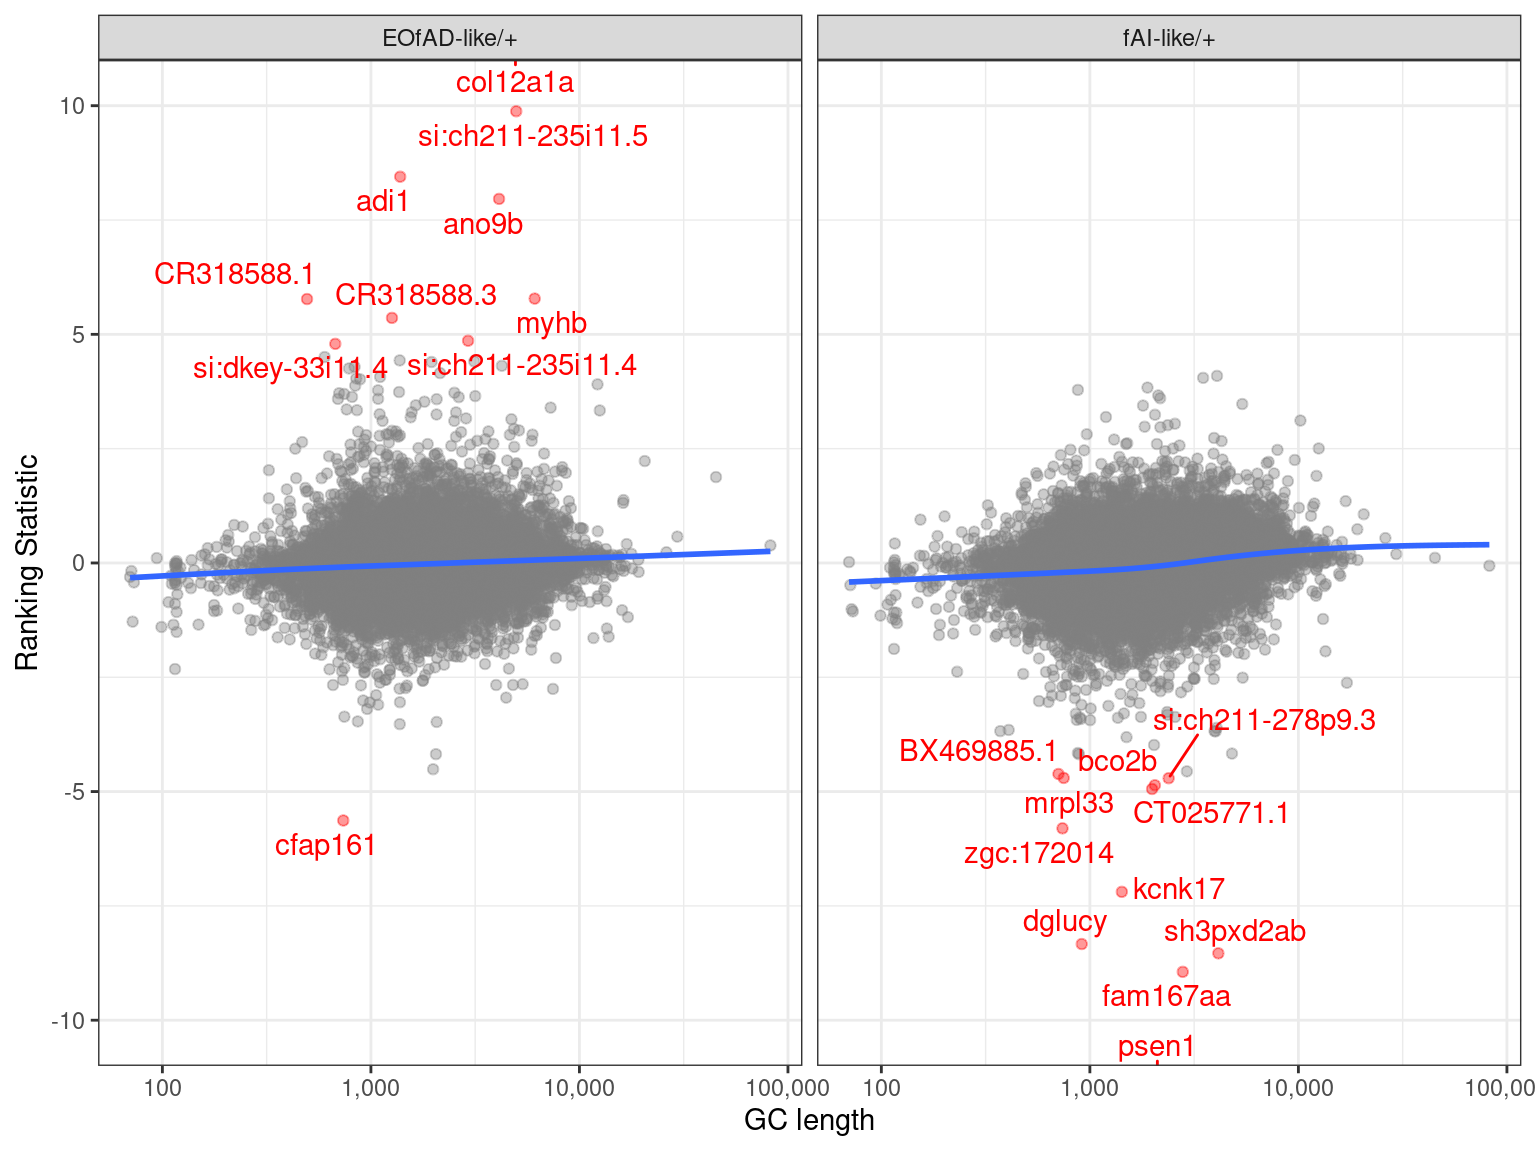 EOfAD-like/+
fAI-like/+
col12a1a
10
si:ch211-235i11.5
adi1
ano9b
CR318588.1
CR318588.3
myhb
5
si:dkey-33i11.4
si:ch211-235i11.4
Ranking Statistic
0
si:ch211-278p9.3
BX469885.1
bco2b
-5
mrpl33
CT025771.1
cfap161
zgc:172014
kcnk17
dglucy
sh3pxd2ab
fam167aa
-10
psen1
100
1,000
10,000
100,000
100
1,000
10,000
100,00
GC length